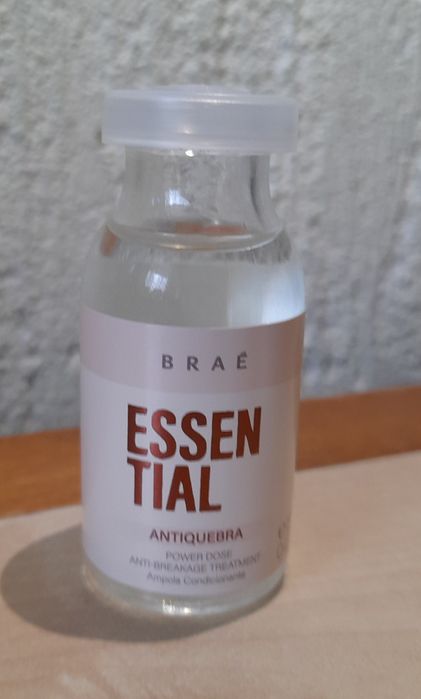 BRAÉ
ESSEN
TIAL
ANTIQUEBRA
POWER DOSE
ANTI-BREAKAGE TREATMENT
Ampola Condicionante